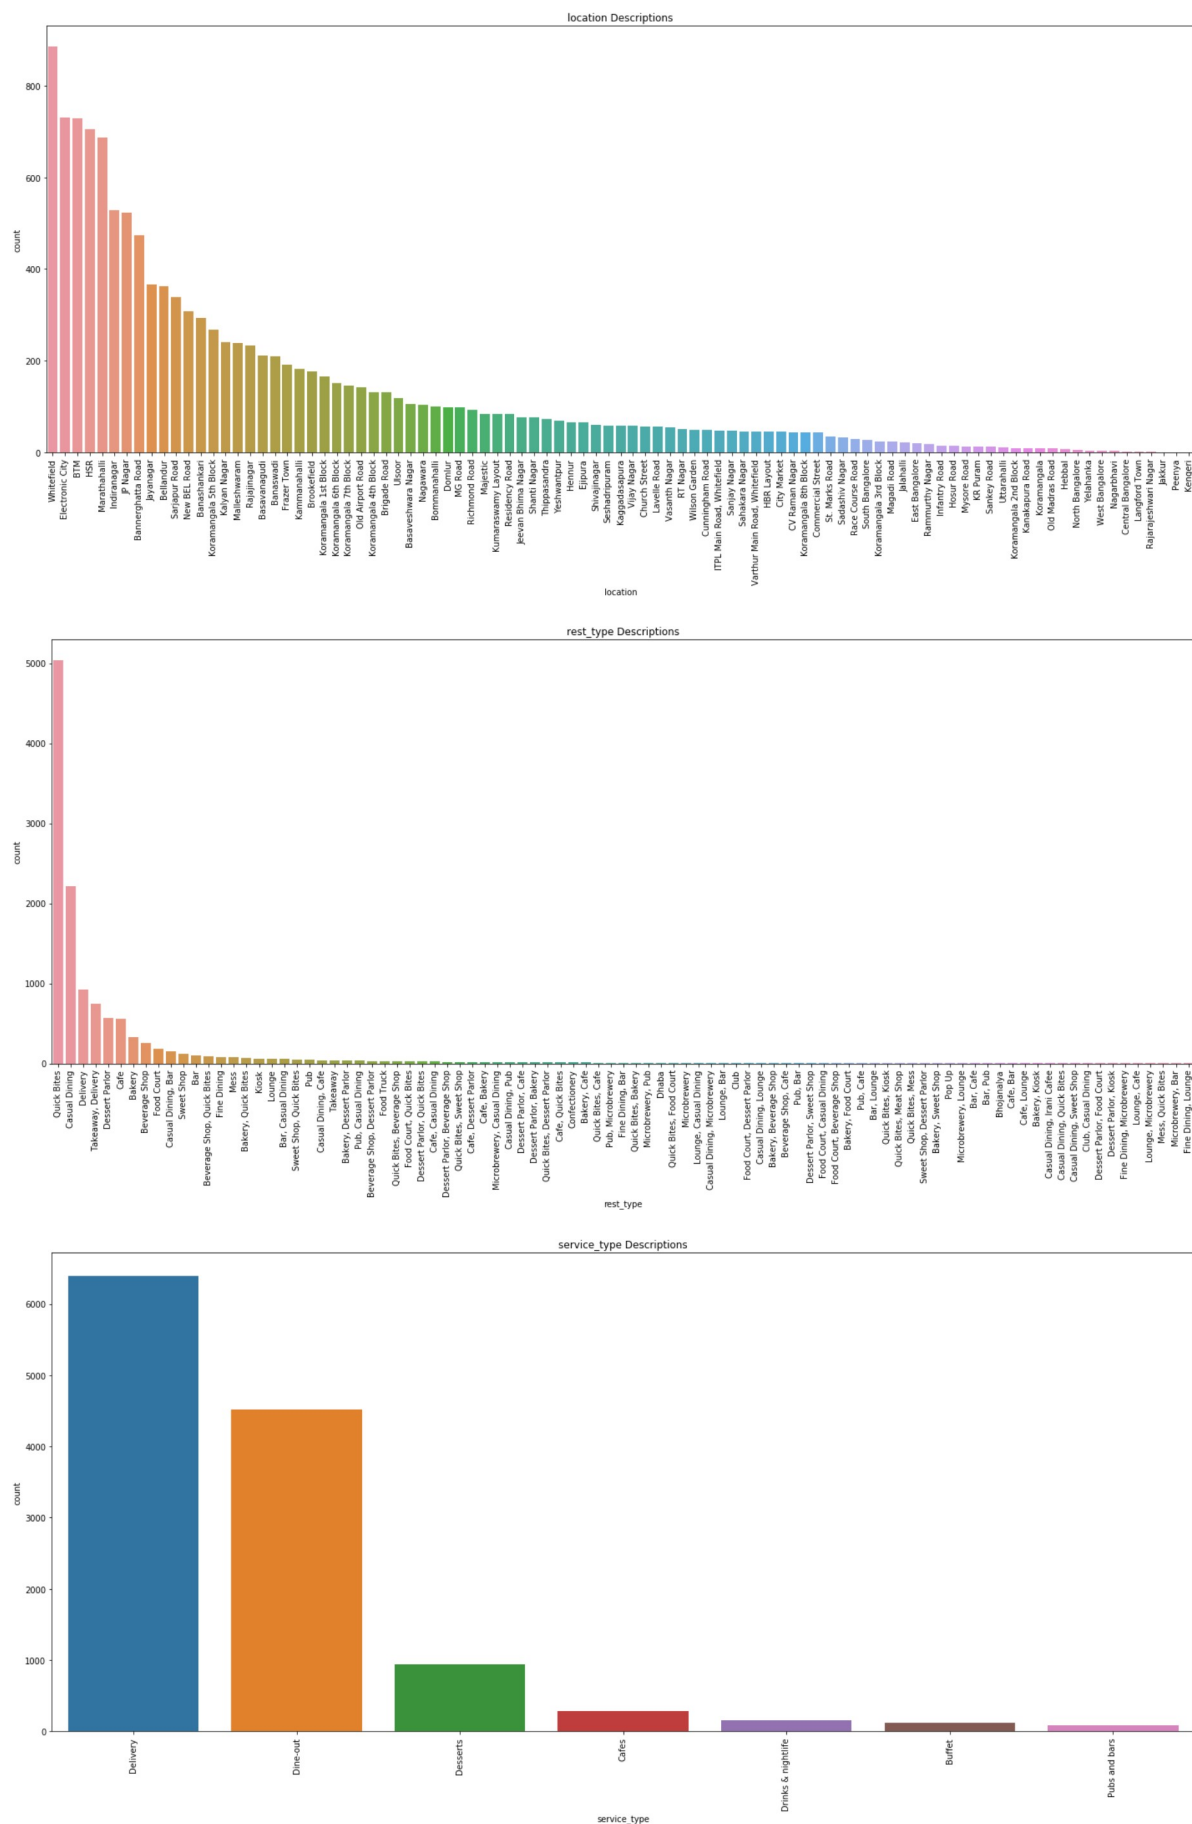 location Descriptions
800
600
400
200
0
count
Whitefield
Electronic City
BTM
HSR
Marathahalli
Indiranagar
JP Nagar
Bannerghatta Road
Jayanagar
Bellandur
Sarjapur Road
New BEL Road
Banashankari
Koramangala 5th Block
Kalyan Nagar
Malleshwaram
Rajajinagar
Basavanagudi
Banaswadi
Frazer Town
Kammanahalli
Brookefield
Koramangala 1st Block
Koramangala 6th Block
Koramangala 7th Block
Old Airport Road
Koramangala 4th Block
Brigade Road
Ulsoor
Basaveshwara Nagar
Nagawara
Bommanahalli
Domlur
MG Road
Richmond Road
Majestic
Kumaraswamy Layout
Residency Road
Jeevan Bhima Nagar
Shanti Nagar
Thippasandra
Yeshwantpur
Hennur
Ejipura
Shivajinagar
Seshadripuram
Kaggadasapura
Vijay Nagar
Church Street
Lavelle Road
Vasanth Nagar
RT Nagar
Wilson Garden
Cunningham Road
ITPL Main Road, Whitefield
Sanjay Nagar
Sahakara Nagar
Varthur Main Road, Whitefield
HBR Layout
City Market
CV Raman Nagar
Koramangala 8th Block
Commercial Street
St. Marks Road
Sadashiv Nagar
Race Course Road
South Bangalore
Koramangala 3rd Block
Magadi Road
Jalahalli
East Bangalore
Rammurthy Nagar
Infantry Road
Hosur Road
Mysore Road
KR Puram
Sankey Road
Uttarahalli
Koramangala 2nd Block
Kanakapura Road
Koramangala
Old Madras Road
Hebbal
North Bangalore
Yelahanka
West Bangalore
Nagarbhavi
Central Bangalore
Langford Town
Rajarajeshwari Nagar
Jakkur
Peenya
Kengeri
location
rest_type Descriptions
5000
4000
3000
2000
1000
0
count
Quick Bites
Casual Dining
Delivery
Takeaway, Delivery
Dessert Parlor
Cafe
Bakery
Beverage Shop
Food Court
Casual Dining, Bar
Sweet Shop
Bar
Beverage Shop, Quick Bites
Fine Dining
Mess
Bakery, Quick Bites
Kiosk
Lounge
Bar, Casual Dining
Sweet Shop, Quick Bites
Pub
Casual Dining, Cafe
Takeaway
Bakery, Dessert Parlor
Pub, Casual Dining
Beverage Shop, Dessert Parlor
Food Truck
Quick Bites, Beverage Shop
Food Court, Quick Bites
Dessert Parlor, Quick Bites
Cafe, Casual Dining
Dessert Parlor, Beverage Shop
Quick Bites, Sweet Shop
Cafe, Dessert Parlor
Cafe, Bakery
Microbrewery, Casual Dining
Casual Dining, Pub
Dessert Parlor, Cafe
Dessert Parlor, Bakery
Quick Bites, Dessert Parlor
Cafe, Quick Bites
Confectionery
Bakery, Cafe
Quick Bites, Cafe
Pub, Microbrewery
Fine Dining, Bar
Quick Bites, Bakery
Microbrewery, Pub
Dhaba
Quick Bites, Food Court
Microbrewery
Lounge, Casual Dining
Casual Dining, Microbrewery
Lounge, Bar
Club
Food Court, Dessert Parlor
Casual Dining, Lounge
Bakery, Beverage Shop
Beverage Shop, Cafe
Pub, Bar
Dessert Parlor, Sweet Shop
Food Court, Casual Dining
Food Court, Beverage Shop
Bakery, Food Court
Pub, Cafe
Bar, Lounge
Quick Bites, Kiosk
Quick Bites, Meat Shop
Quick Bites, Mess
Sweet Shop, Dessert Parlor
Bakery, Sweet Shop
Pop Up
Microbrewery, Lounge
Bar, Cafe
Bar, Pub
Bhojanalya
Cafe, Bar
Cafe, Lounge
Bakery, Kiosk
Casual Dining, Irani Cafee
Casual Dining, Quick Bites
Casual Dining, Sweet Shop
Club, Casual Dining
Dessert Parlor, Food Court
Dessert Parlor, Kiosk
Fine Dining, Microbrewery
Lounge, Cafe
Lounge, Microbrewery
Mess, Quick Bites
Microbrewery, Bar
Fine Dining, Lounge
rest_type
service_type Descriptions
6000
5000
4000
3000
2000
1000
0
count
Delivery
Dine-out
Desserts
Cafes
Drinks & nightlife
Buffet
Pubs and bars
service_type